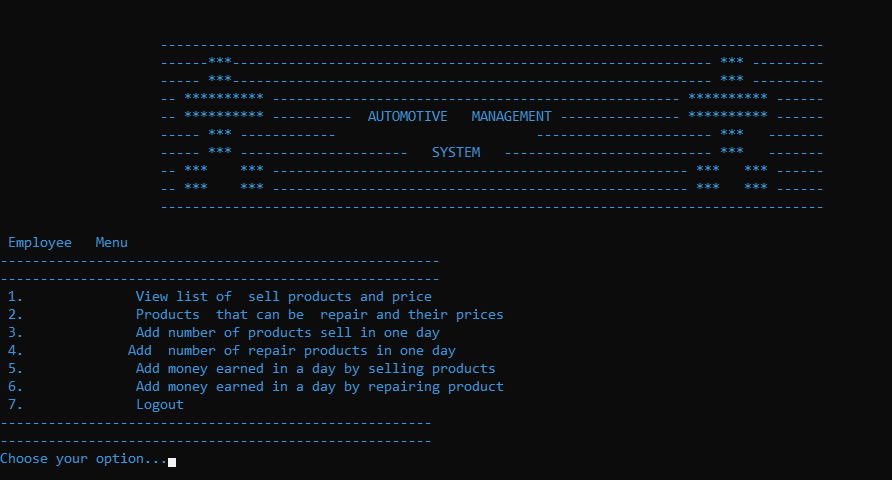 -----------------------------------------------------------------------------------
------***------------------------------------------------------------ *** ---------
----- ***------------------------------------------------------------ *** ---------
-- ********** --------------------------------------------------- ********** ------
-- ********** ---------- AUTOMOTIVE MANAGEMENT --------------- ********** ------
----- *** ------------ ---------------------- *** -------
----- *** --------------------- SYSTEM -------------------------- *** -------
-- *** *** ---------------------------------------------------- *** *** ------
-- *** *** ---------------------------------------------------- *** *** ------
-----------------------------------------------------------------------------------
Employee Menu
-------------------------------------------------------
-------------------------------------------------------
1. View list of sell products and price
2. Products that can be repair and their prices
3. Add number of products sell in one day
4. Add number of repair products in one day
5. Add money earned in a day by selling products
6. Add money earned in a day by repairing product
7. Logout
------------------------------------------------------
------------------------------------------------------
Choose your option...